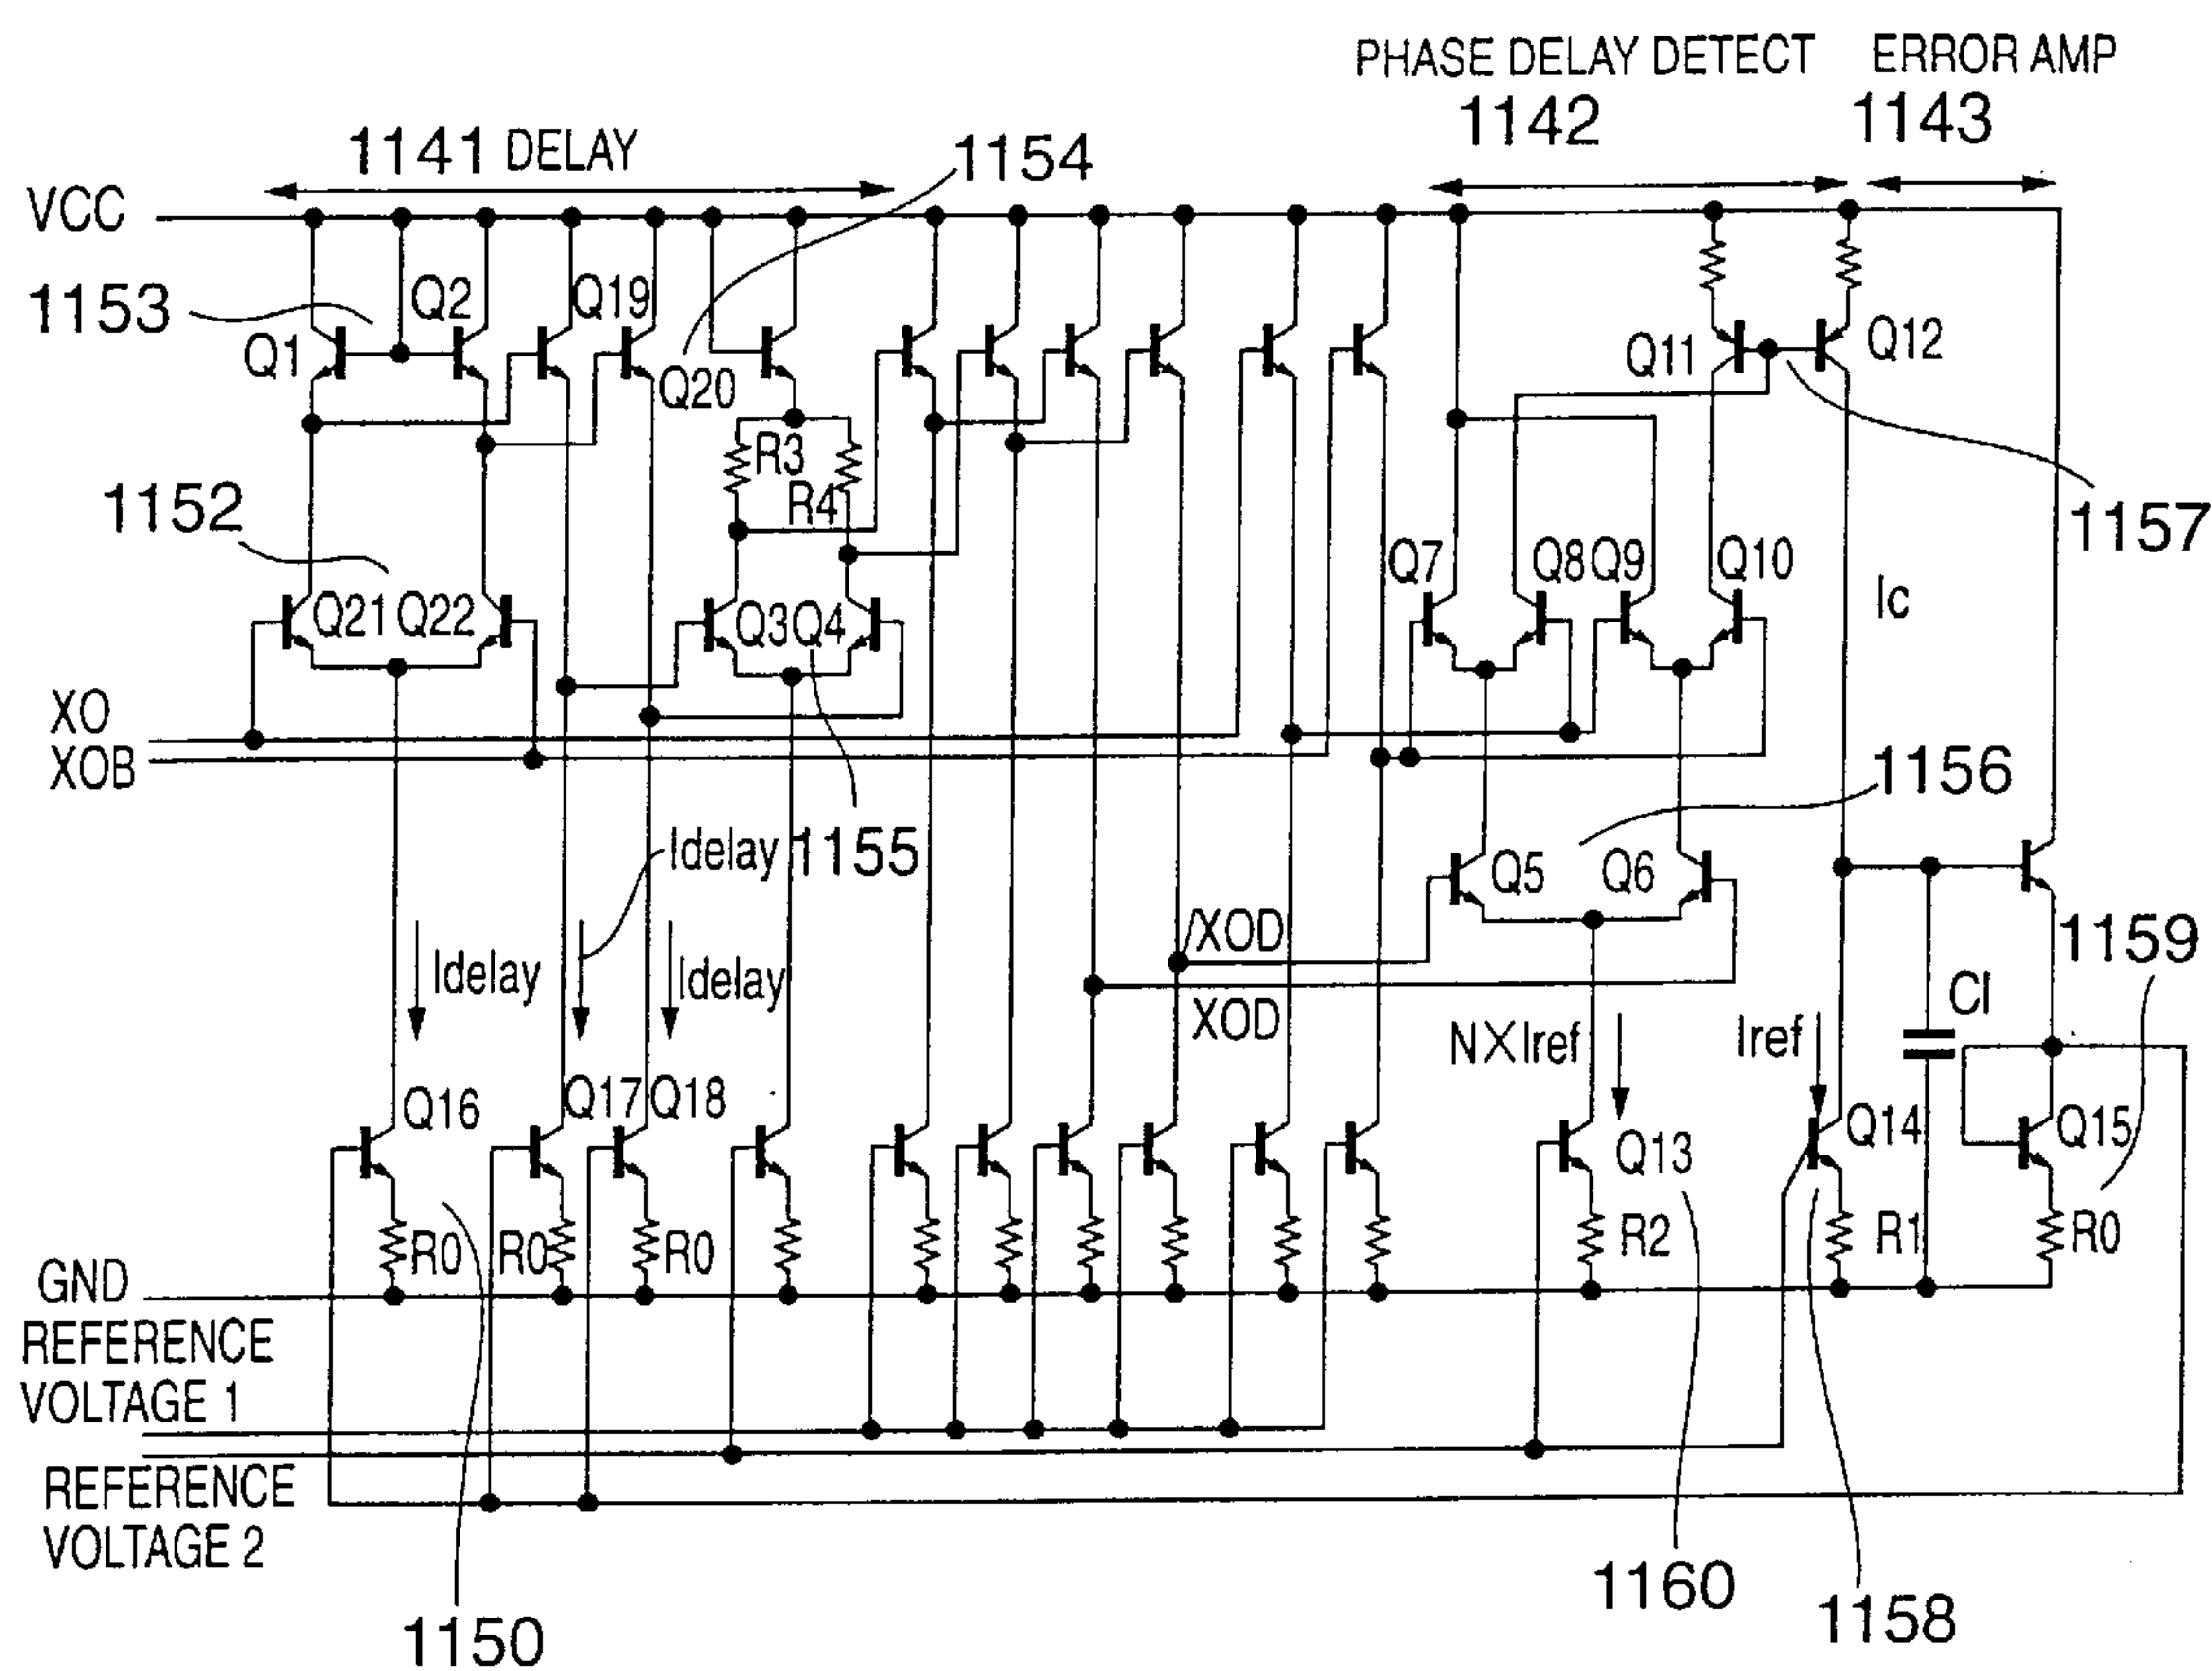 PHASE DELAY DETECT
1142
ERROR AMP
1143
1141 DELAY
1154
VCC
1153
Q1
Q2
Q19
Q20
Q11
Q12
R3
R4
1152
1157
Q21 Q22
Q3 Q4
Q7
Q8 Q9
Q10
Ic
XO
XOB
1156
Idelay
1155
Q5
Q6
/XOD
1159
Idelay
Idelay
XOD
CI
N×Iref
Iref
Q16
Q17
Q18
Q13
Q14
Q15
R0
R0
R0
R2
R1
R0
GND
REFERENCE
VOLTAGE 1
REFERENCE
VOLTAGE 2
1160
1158
1150